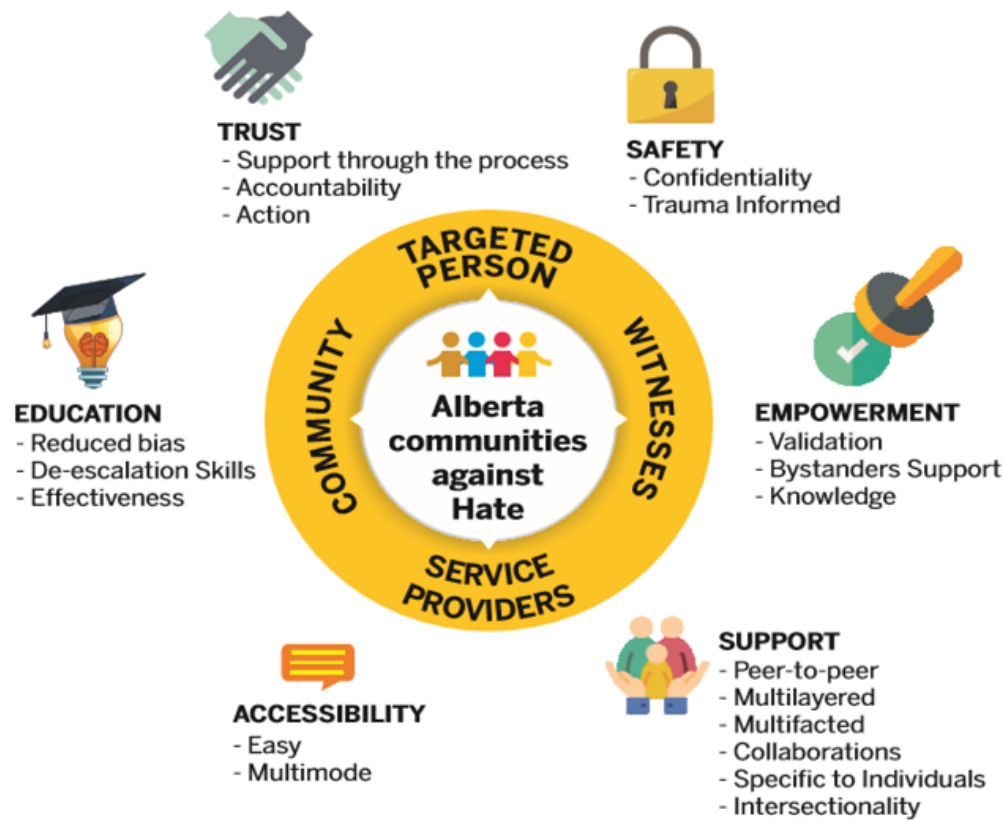 TRUST
- Support through the process
- Accountability
- Action
SAFETY
- Confidentiality
- Trauma Informed
TARGETED
PERSON
COMMUNITY
WITNESSES
Alberta
communities
against
Hate
SERVICE
PROVIDERS
EDUCATION
- Reduced bias
- De-escalation Skills
- Effectiveness
EMPOWERMENT
- Validation
- Bystanders Support
- Knowledge
ACCESSIBILITY
- Easy
- Multimode
SUPPORT
- Peer-to-peer
- Multilayered
- Multifacted
- Collaborations
- Specific to Individuals
- Intersectionality